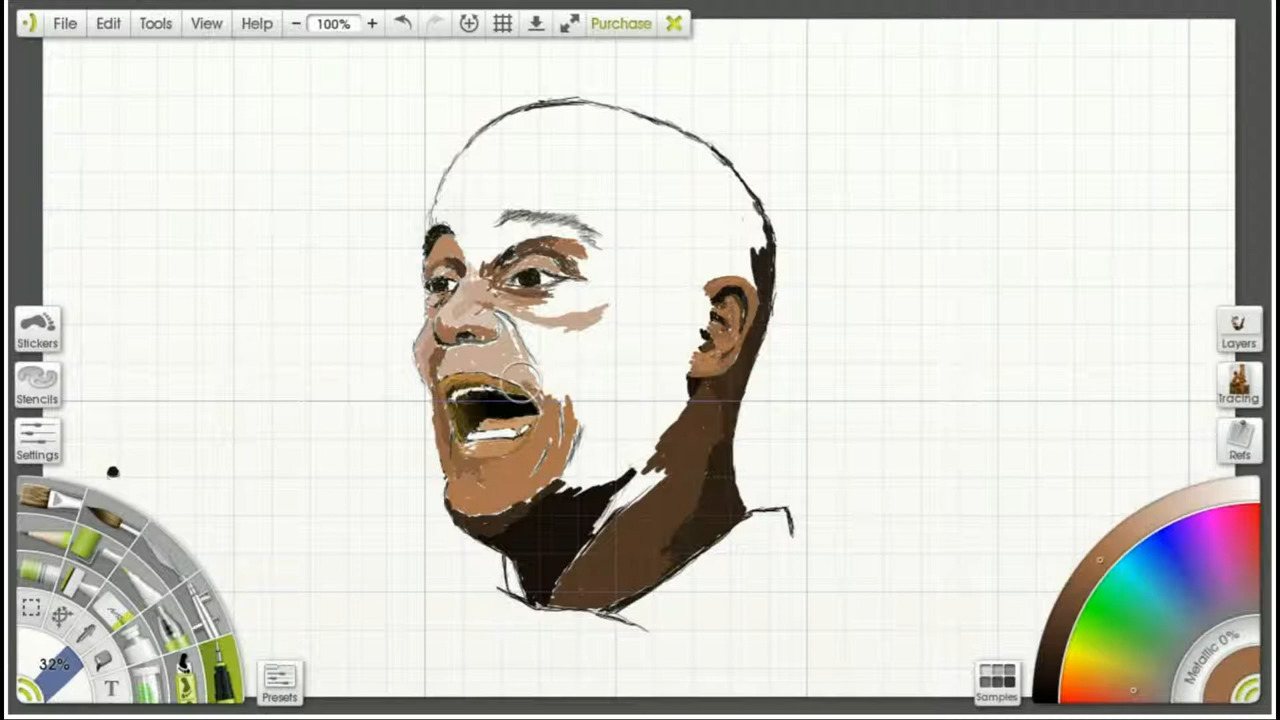 File Edit Tools View Help − 100% + Purchase
Stickers
Stencils
Settings
Layers
Tracing
Refs
32%
T
Presets
Samples
Metallic 0%